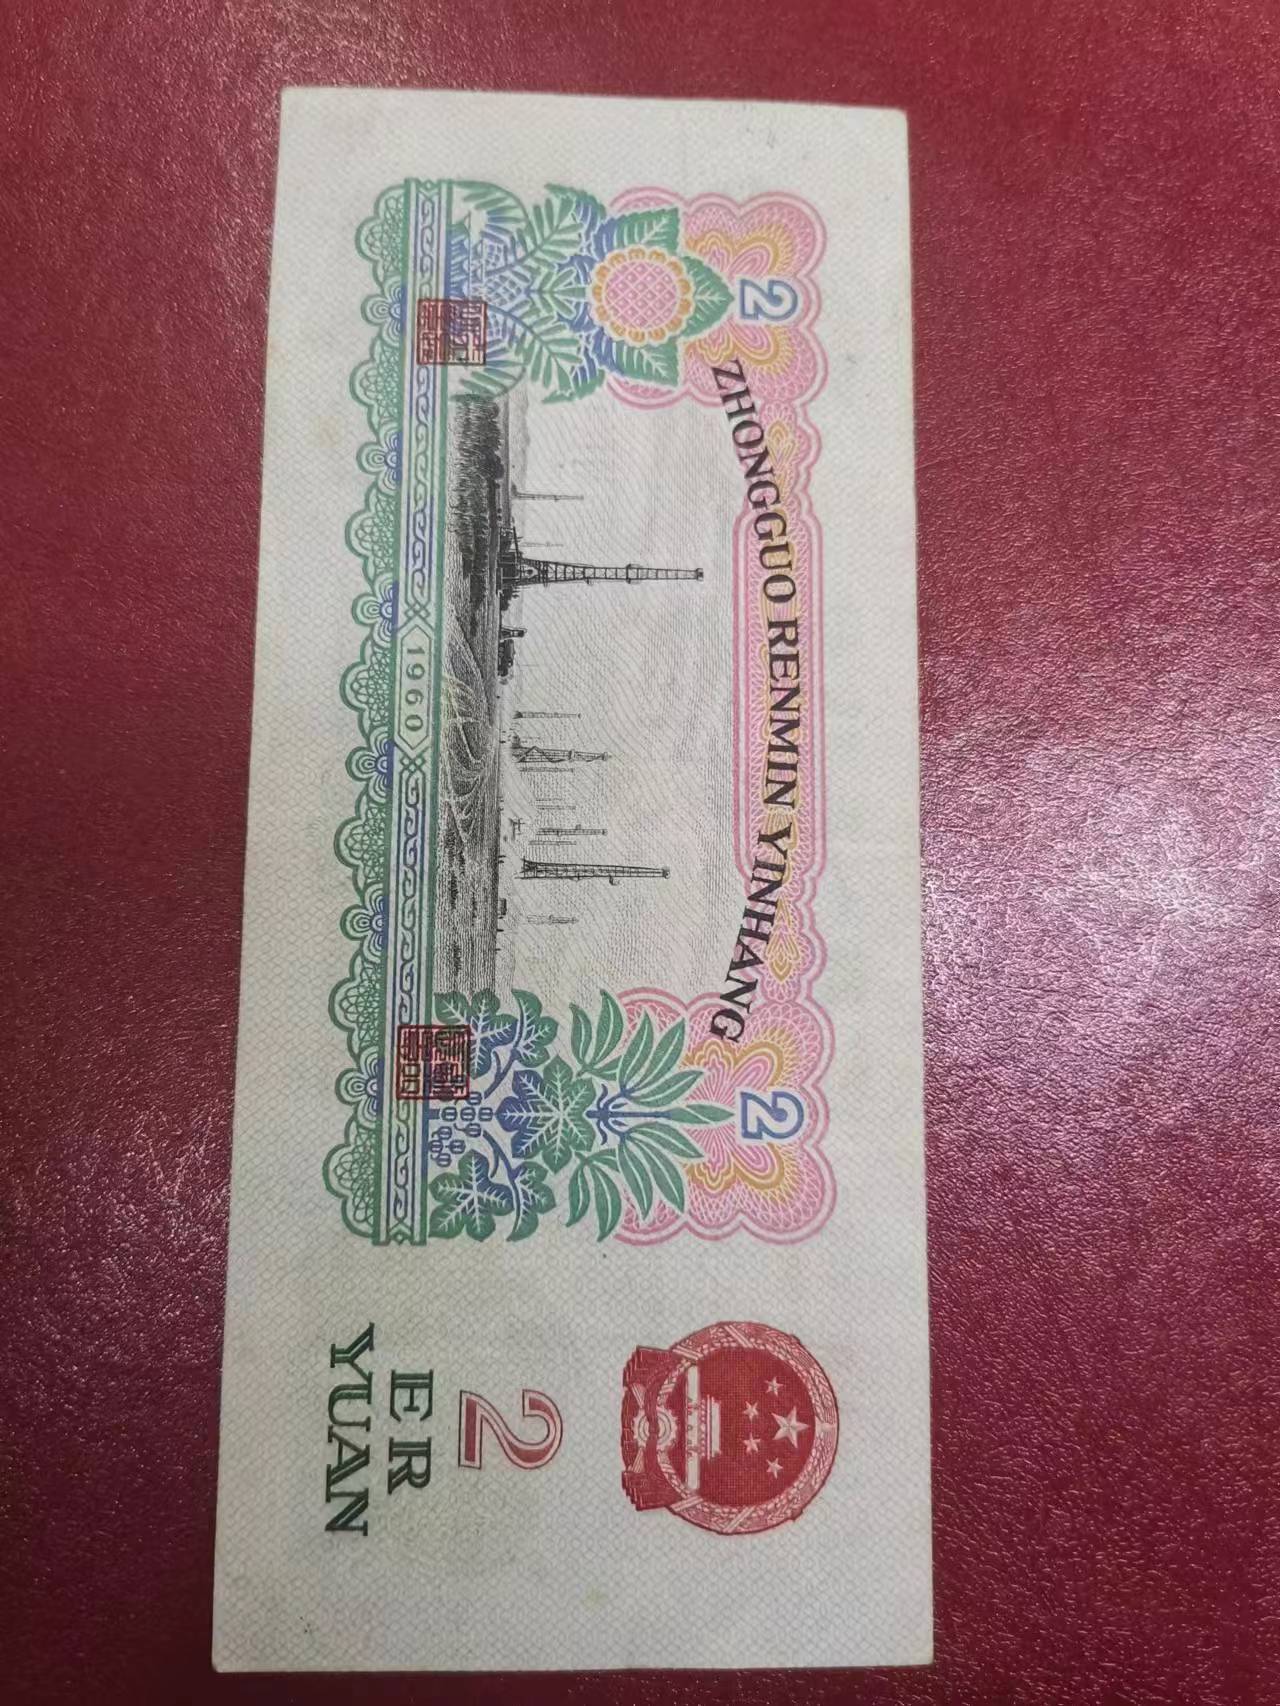 ZHONGGUO RENMIN YINHANG
2
2
1960
2
ER
YUAN